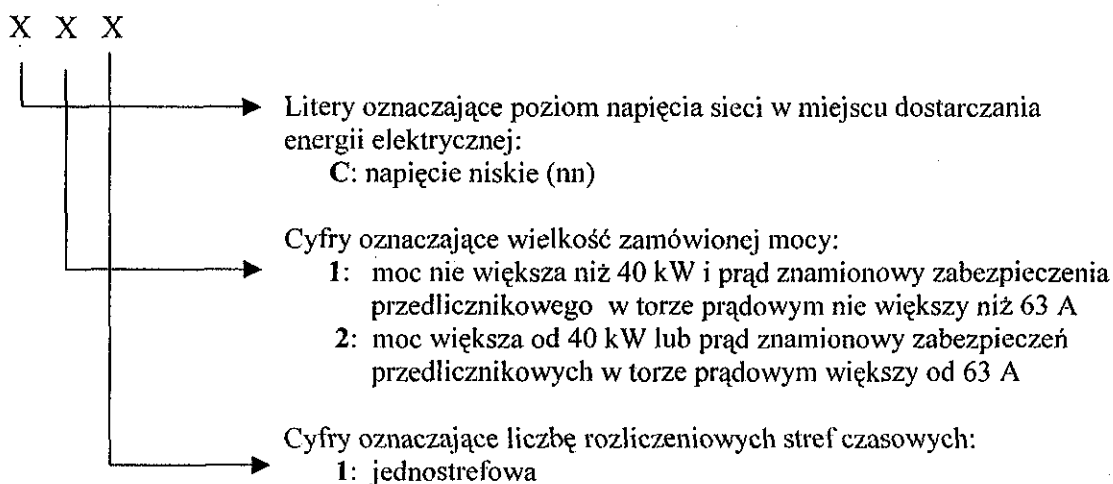 X X X
Litery oznaczające poziom napięcia sieci w miejscu dostarczania
energii elektrycznej:
C: napięcie niskie (nn)
Cyfry oznaczające wielkość zamówionej mocy:
1: moc nie większa niż 40 kW i prąd znamionowy zabezpieczenia
przedlicznikowego w torze prądowym nie większy niż 63 A
2: moc większa od 40 kW lub prąd znamionowy zabezpieczeń
przedlicznikowych w torze prądowym większy od 63 A
Cyfry oznaczające liczbę rozliczeniowych stref czasowych:
1: jednostrefowa